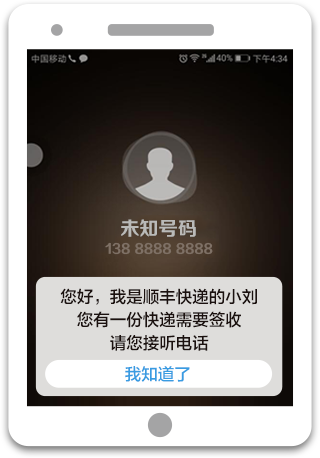 中国移动 40% 下午4:34
未知号码
138 8888 8888
您好，我是顺丰快递的小刘
您有一份快递需要签收
请您接听电话
我知道了